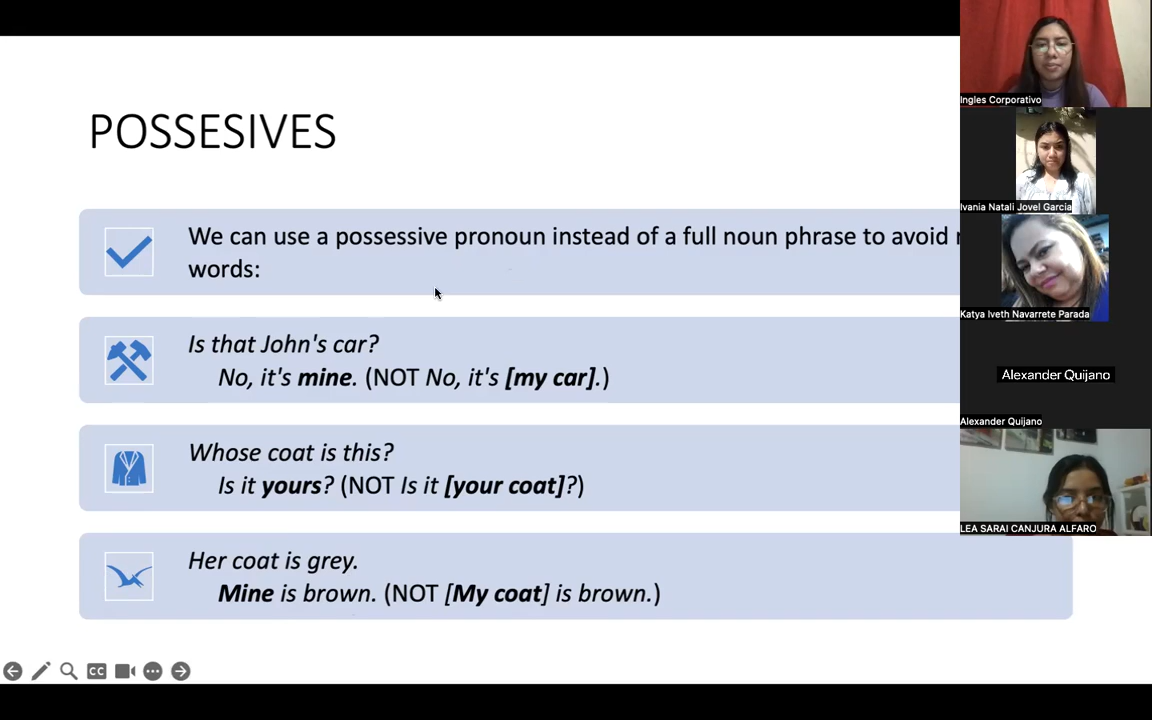 POSSESIVES
We can use a possessive pronoun instead of a full noun phrase to avoid
words:
Is that John's car?
No, it's mine. (NOT No, it's [my car].)
Whose coat is this?
Is it yours? (NOT Is it [your coat]?)
Her coat is grey.
Mine is brown. (NOT [My coat] is brown.)
CC
Ingles Corporativo
Ivania Natali Jovel Garcia
Katya Iveth Navarrete Parada
Alexander Quijano
Alexander Quijano
LEA SARAI CANJURA ALFARO